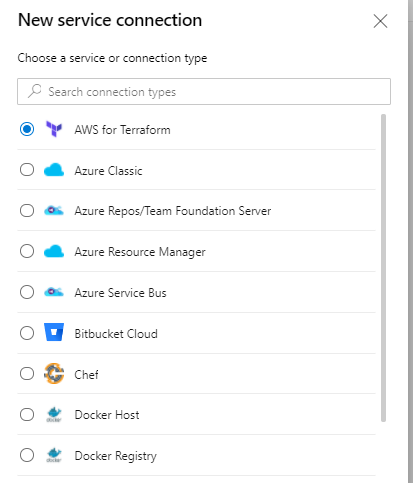 New service connection
Choose a service or connection type
Search connection types
AWS for Terraform
Azure Classic
Azure Repos/Team Foundation Server
Azure Resource Manager
Azure Service Bus
Bitbucket Cloud
Chef
Docker Host
Docker Registry